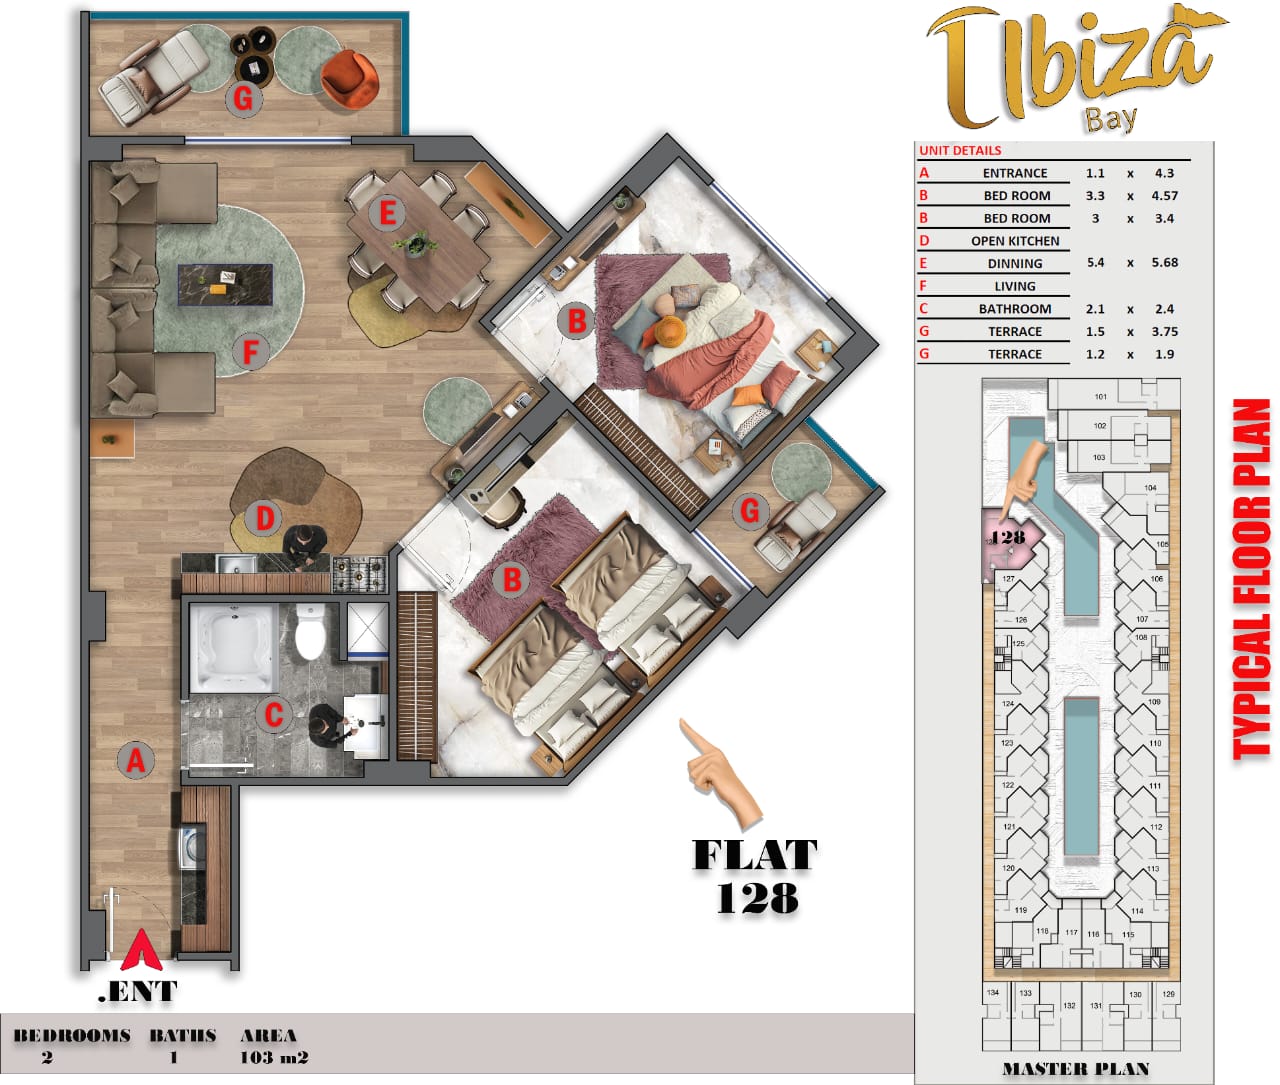 Ibiza
Bay
UNIT DETAILS
A ENTRANCE 1.1 x 4.3
B BED ROOM 3.3 x 4.57
B BED ROOM 3 x 3.4
D OPEN KITCHEN
E DINNING 5.4 x 5.68
F LIVING
C BATHROOM 2.1 x 2.4
G TERRACE 1.5 x 3.75
G TERRACE 1.2 x 1.9
G
E
F
B
D
G
B
C
A
.ENT
FLAT
128
TYPICAL FLOOR PLAN
101
102
103
104
105
106
107
108
109
110
111
112
113
114
115
116
117
118
119
120
121
122
123
124
125
126
127
128
134
133
132
131
130
129
MASTER PLAN
BEDROOMS BATHS AREA
2 1 103 m2